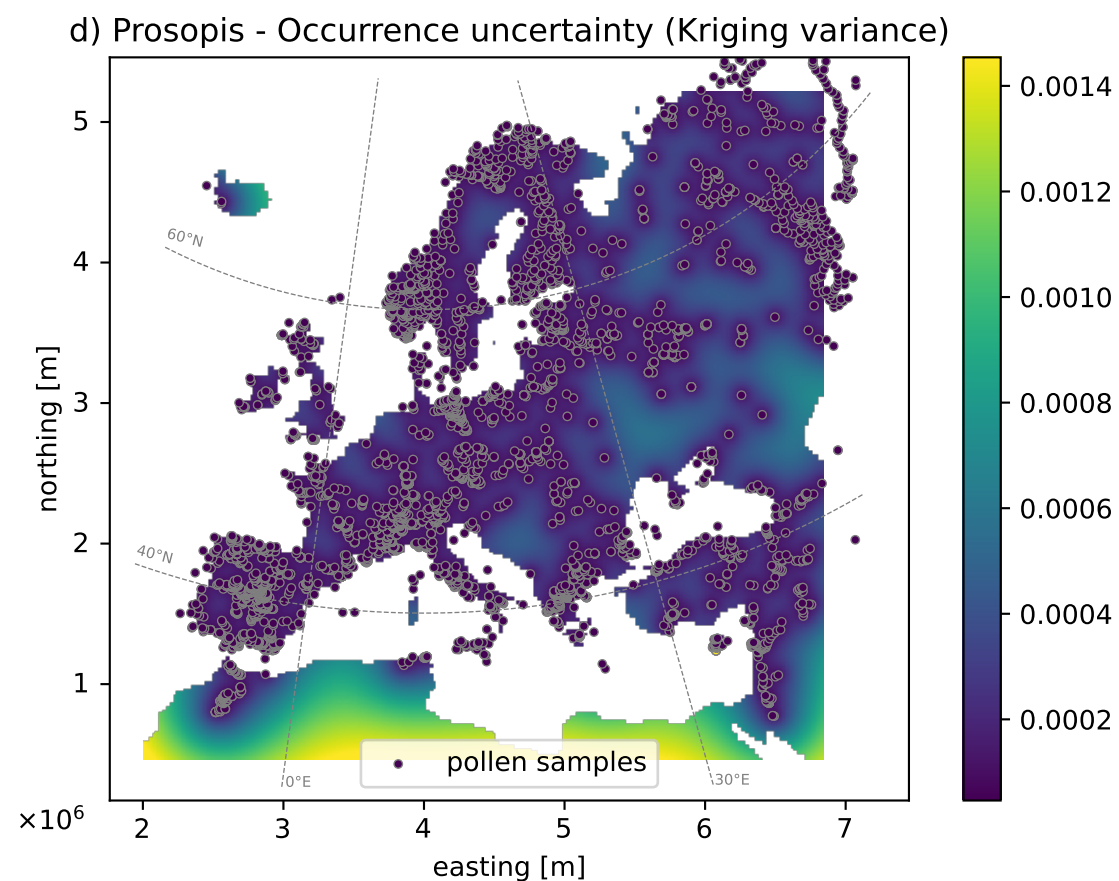 d) Prosopis - Occurrence uncertainty (Kriging variance)
5
4
3
2
1
northing [m]
60°N
40°N
0°E
30°E
pollen samples
×10⁶
2 3 4 5 6 7
easting [m]
0.0014
0.0012
0.0010
0.0008
0.0006
0.0004
0.0002